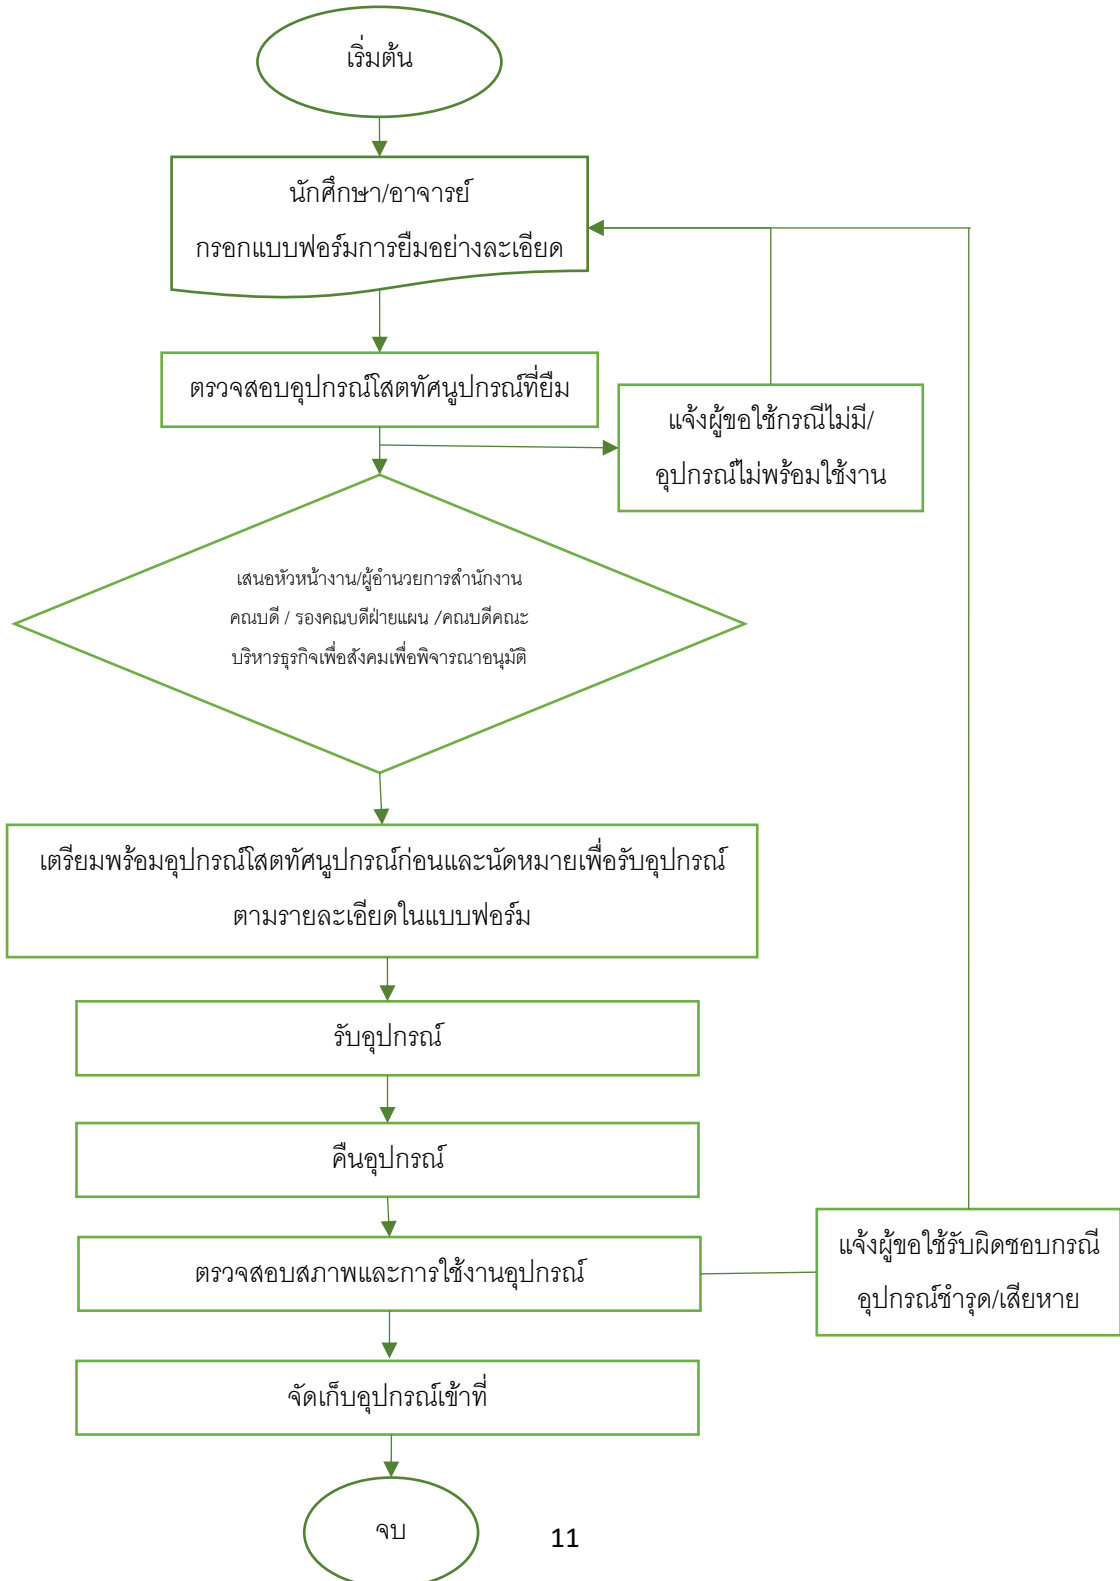 เริ่มต้น
นักศึกษา/อาจารย์
กรอกแบบฟอร์มการยืมอย่างละเอียด
ตรวจสอบอุปกรณ์โสตทัศนูปกรณ์ที่ยืม
แจ้งผู้ขอใช้กรณีไม่มี/
อุปกรณ์ไม่พร้อมใช้งาน
เสนอหัวหน้างาน/ผู้อำนวยการสำนักงาน
คณบดี / รองคณบดีฝ่ายแผน /คณบดีคณะ
บริหารธุรกิจเพื่อสังคมเพื่อพิจารณาอนุมัติ
เตรียมพร้อมอุปกรณ์โสตทัศนูปกรณ์ก่อนและนัดหมายเพื่อรับอุปกรณ์
ตามรายละเอียดในแบบฟอร์ม
รับอุปกรณ์
คืนอุปกรณ์
ตรวจสอบสภาพและการใช้งานอุปกรณ์
แจ้งผู้ขอใช้รับผิดชอบกรณี
อุปกรณ์ชำรุด/เสียหาย
จัดเก็บอุปกรณ์เข้าที่
จบ
11